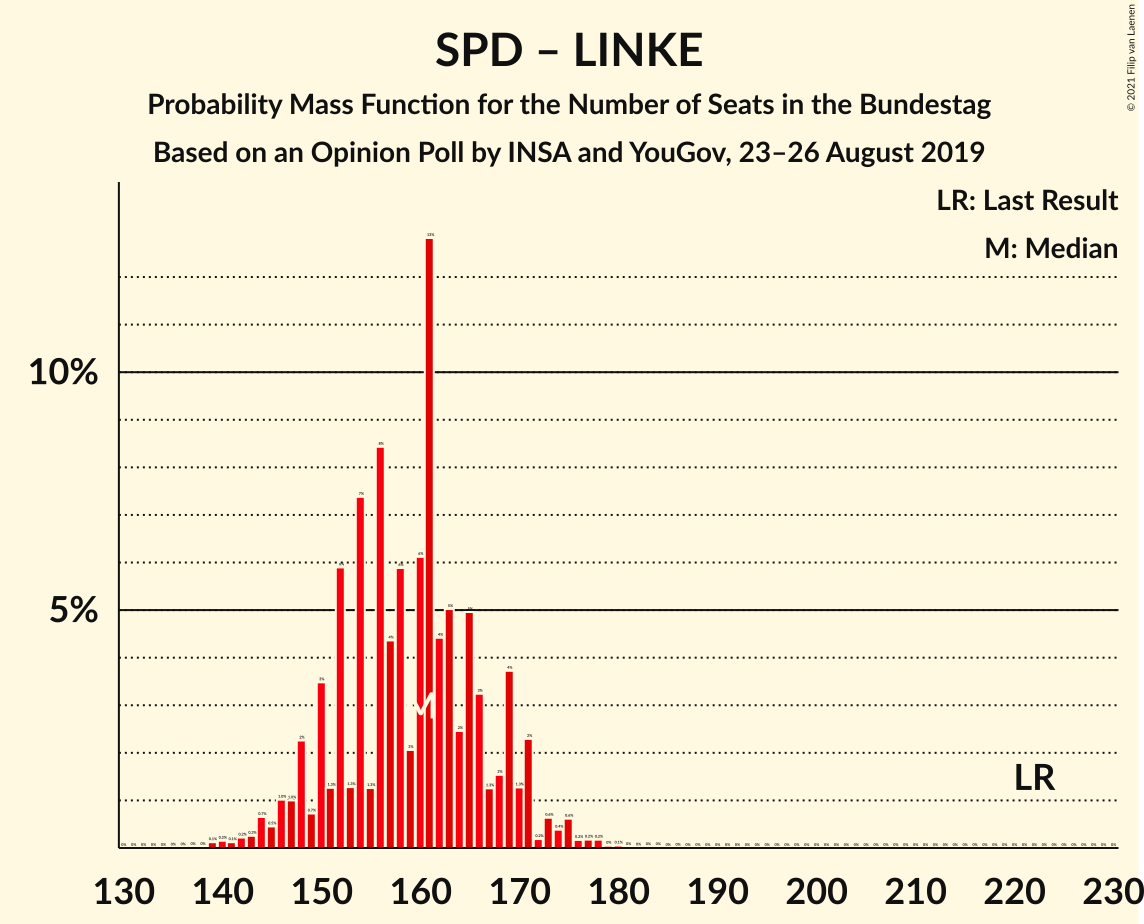 SPD – LINKE
Probability Mass Function for the Number of Seats in the Bundestag
Based on an Opinion Poll by INSA and YouGov, 23–26 August 2019
© 2021 Filip van Laenen
LR: Last Result
M: Median
10%
5%
M
LR
130 140 150 160 170 180 190 200 210 220 230